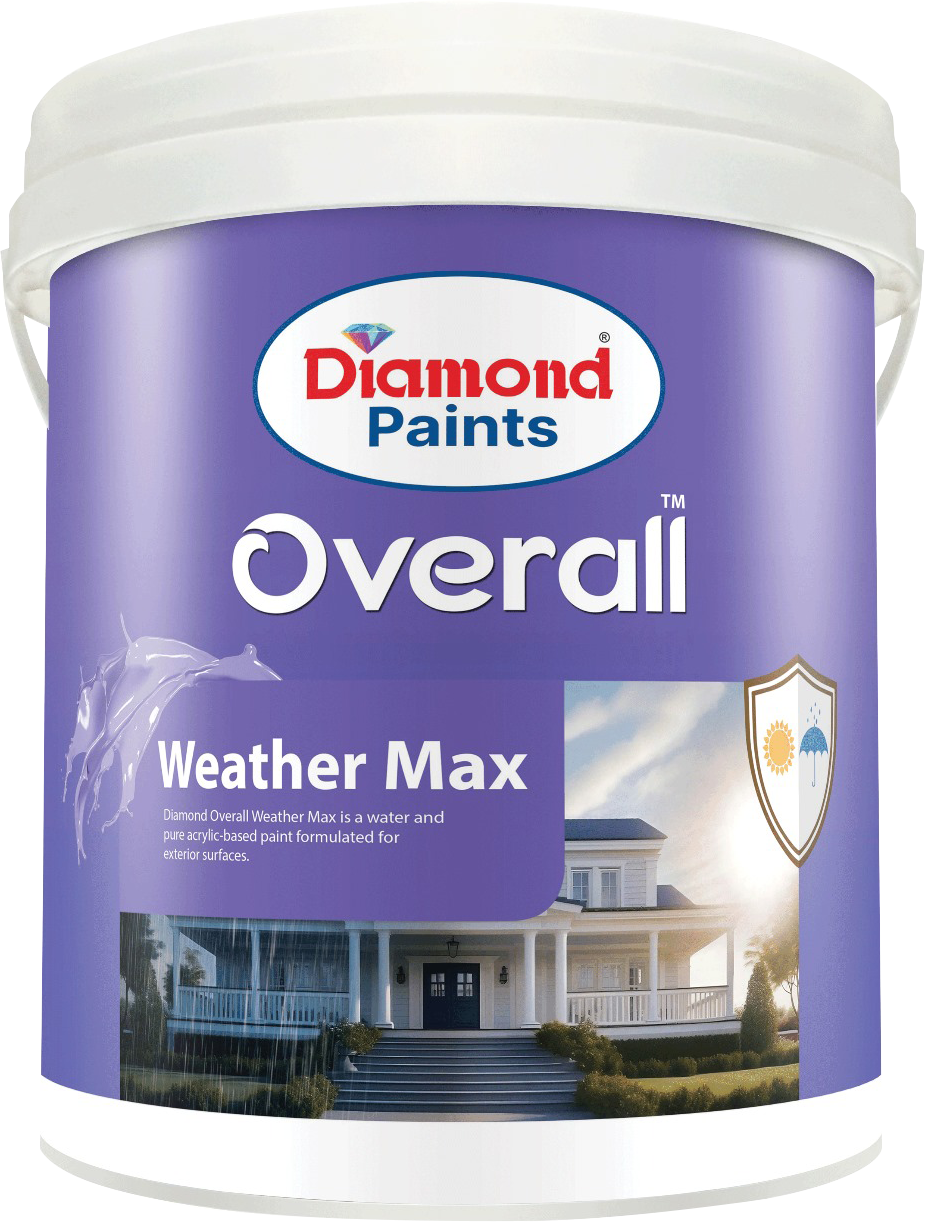 Diamond®
Paints
Overall™
Weather Max
Diamond Overall Weather Max is a water and
pure acrylic-based paint formulated for
exterior surfaces.